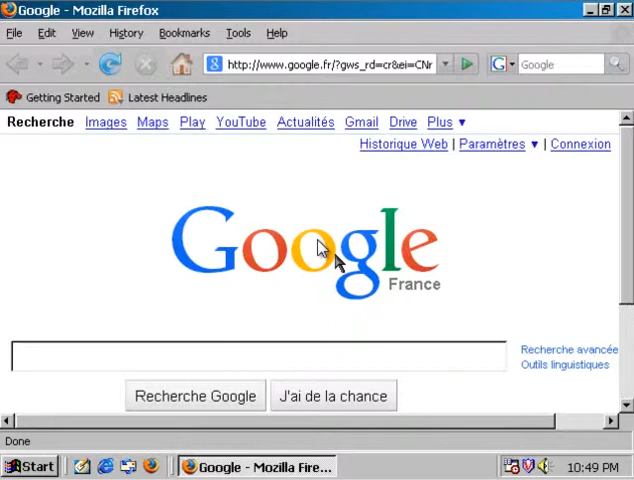 Google - Mozilla Firefox
File Edit View History Bookmarks Tools Help
http://www.google.fr/?gws_rd=cr&ei=CNr
Google
Getting Started Latest Headlines
Recherche Images Maps Play YouTube Actualités Gmail Drive Plus ▼
Historique Web | Paramètres ▼ | Connexion
Google
France
Recherche avancée
Outils linguistiques
Recherche Google J'ai de la chance
Done
Start Google - Mozilla Fire... 10:49 PM